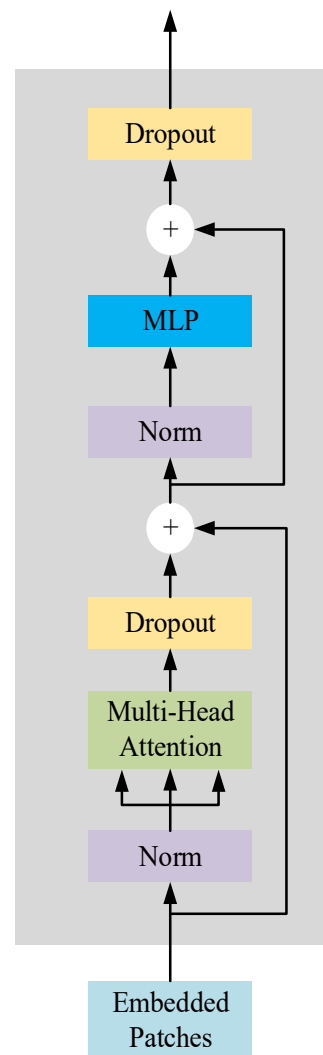 Dropout
+
MLP
Norm
+
Dropout
Multi-Head
Attention
Norm
Embedded
Patches